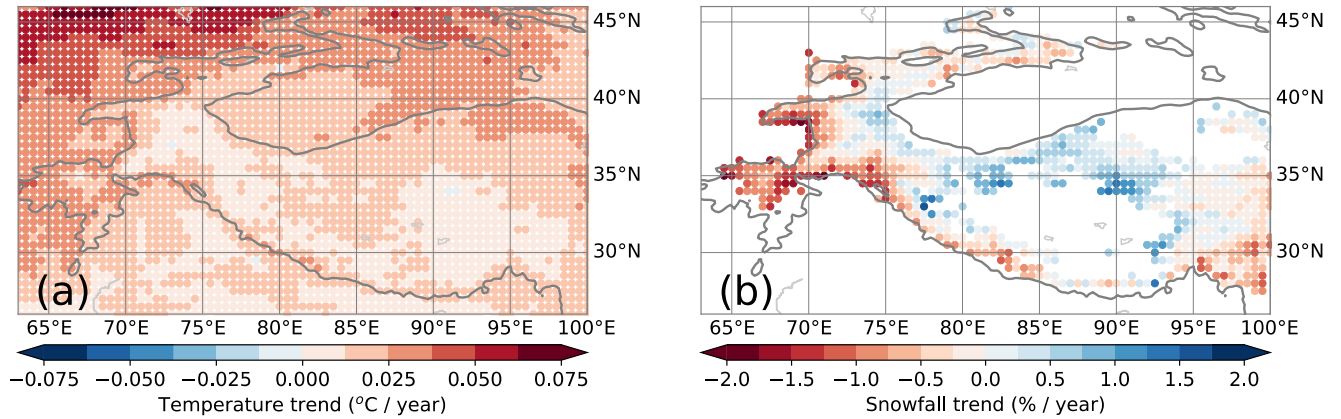 (a)
45°N
40°N
35°N
30°N
65°E 70°E 75°E 80°E 85°E 90°E 95°E 100°E
−0.075 −0.050 −0.025 0.000 0.025 0.050 0.075
Temperature trend (°C / year)
(b)
45°N
40°N
35°N
30°N
65°E 70°E 75°E 80°E 85°E 90°E 95°E 100°E
−2.0 −1.5 −1.0 −0.5 0.0 0.5 1.0 1.5 2.0
Snowfall trend (% / year)